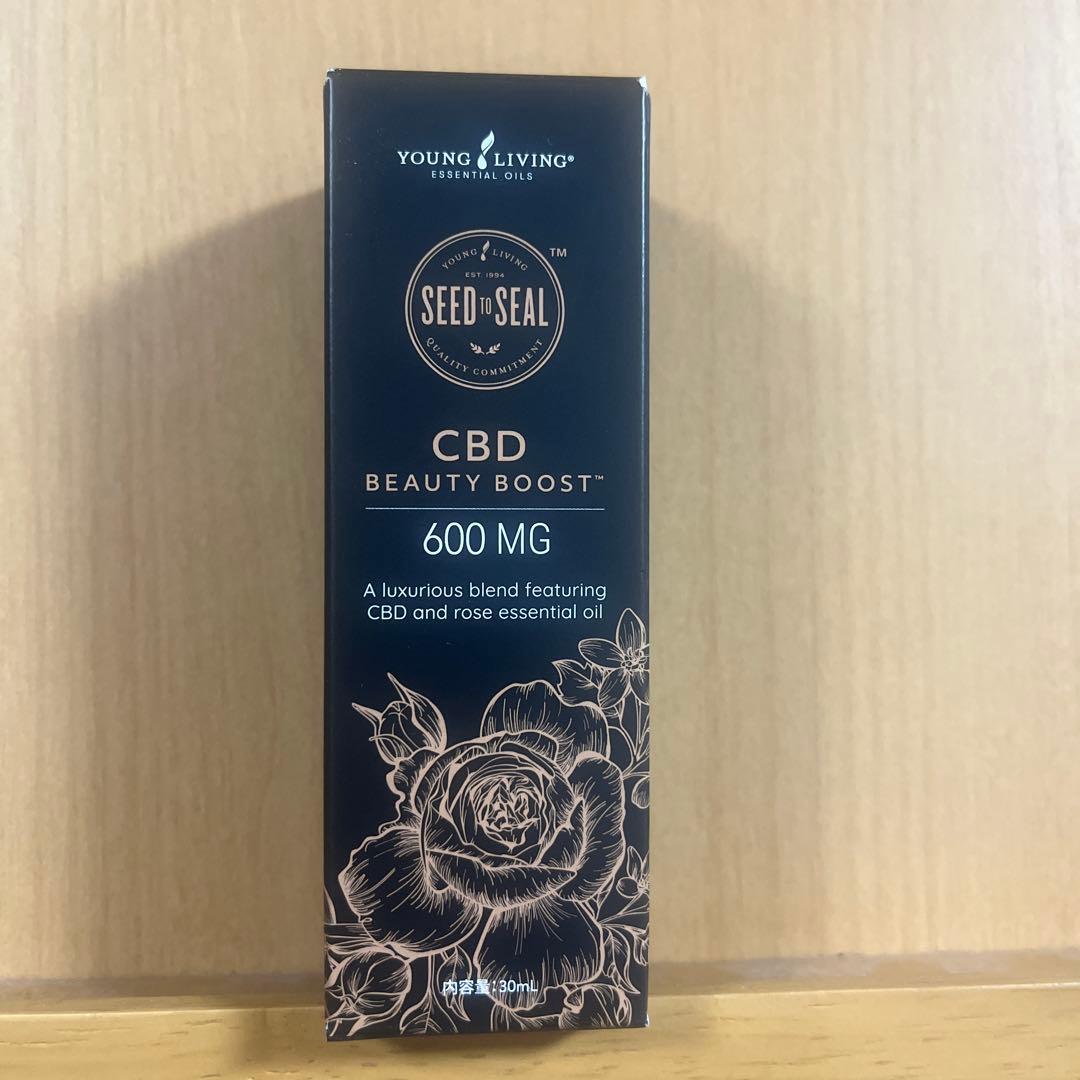 YOUNG LIVING®
ESSENTIAL OILS
YOUNG LIVING
TM
EST. 1994
SEED TO SEAL
QUALITY COMMITMENT
CBD
BEAUTY BOOST™
600 MG
A luxurious blend featuring
CBD and rose essential oil
内容量:30mL